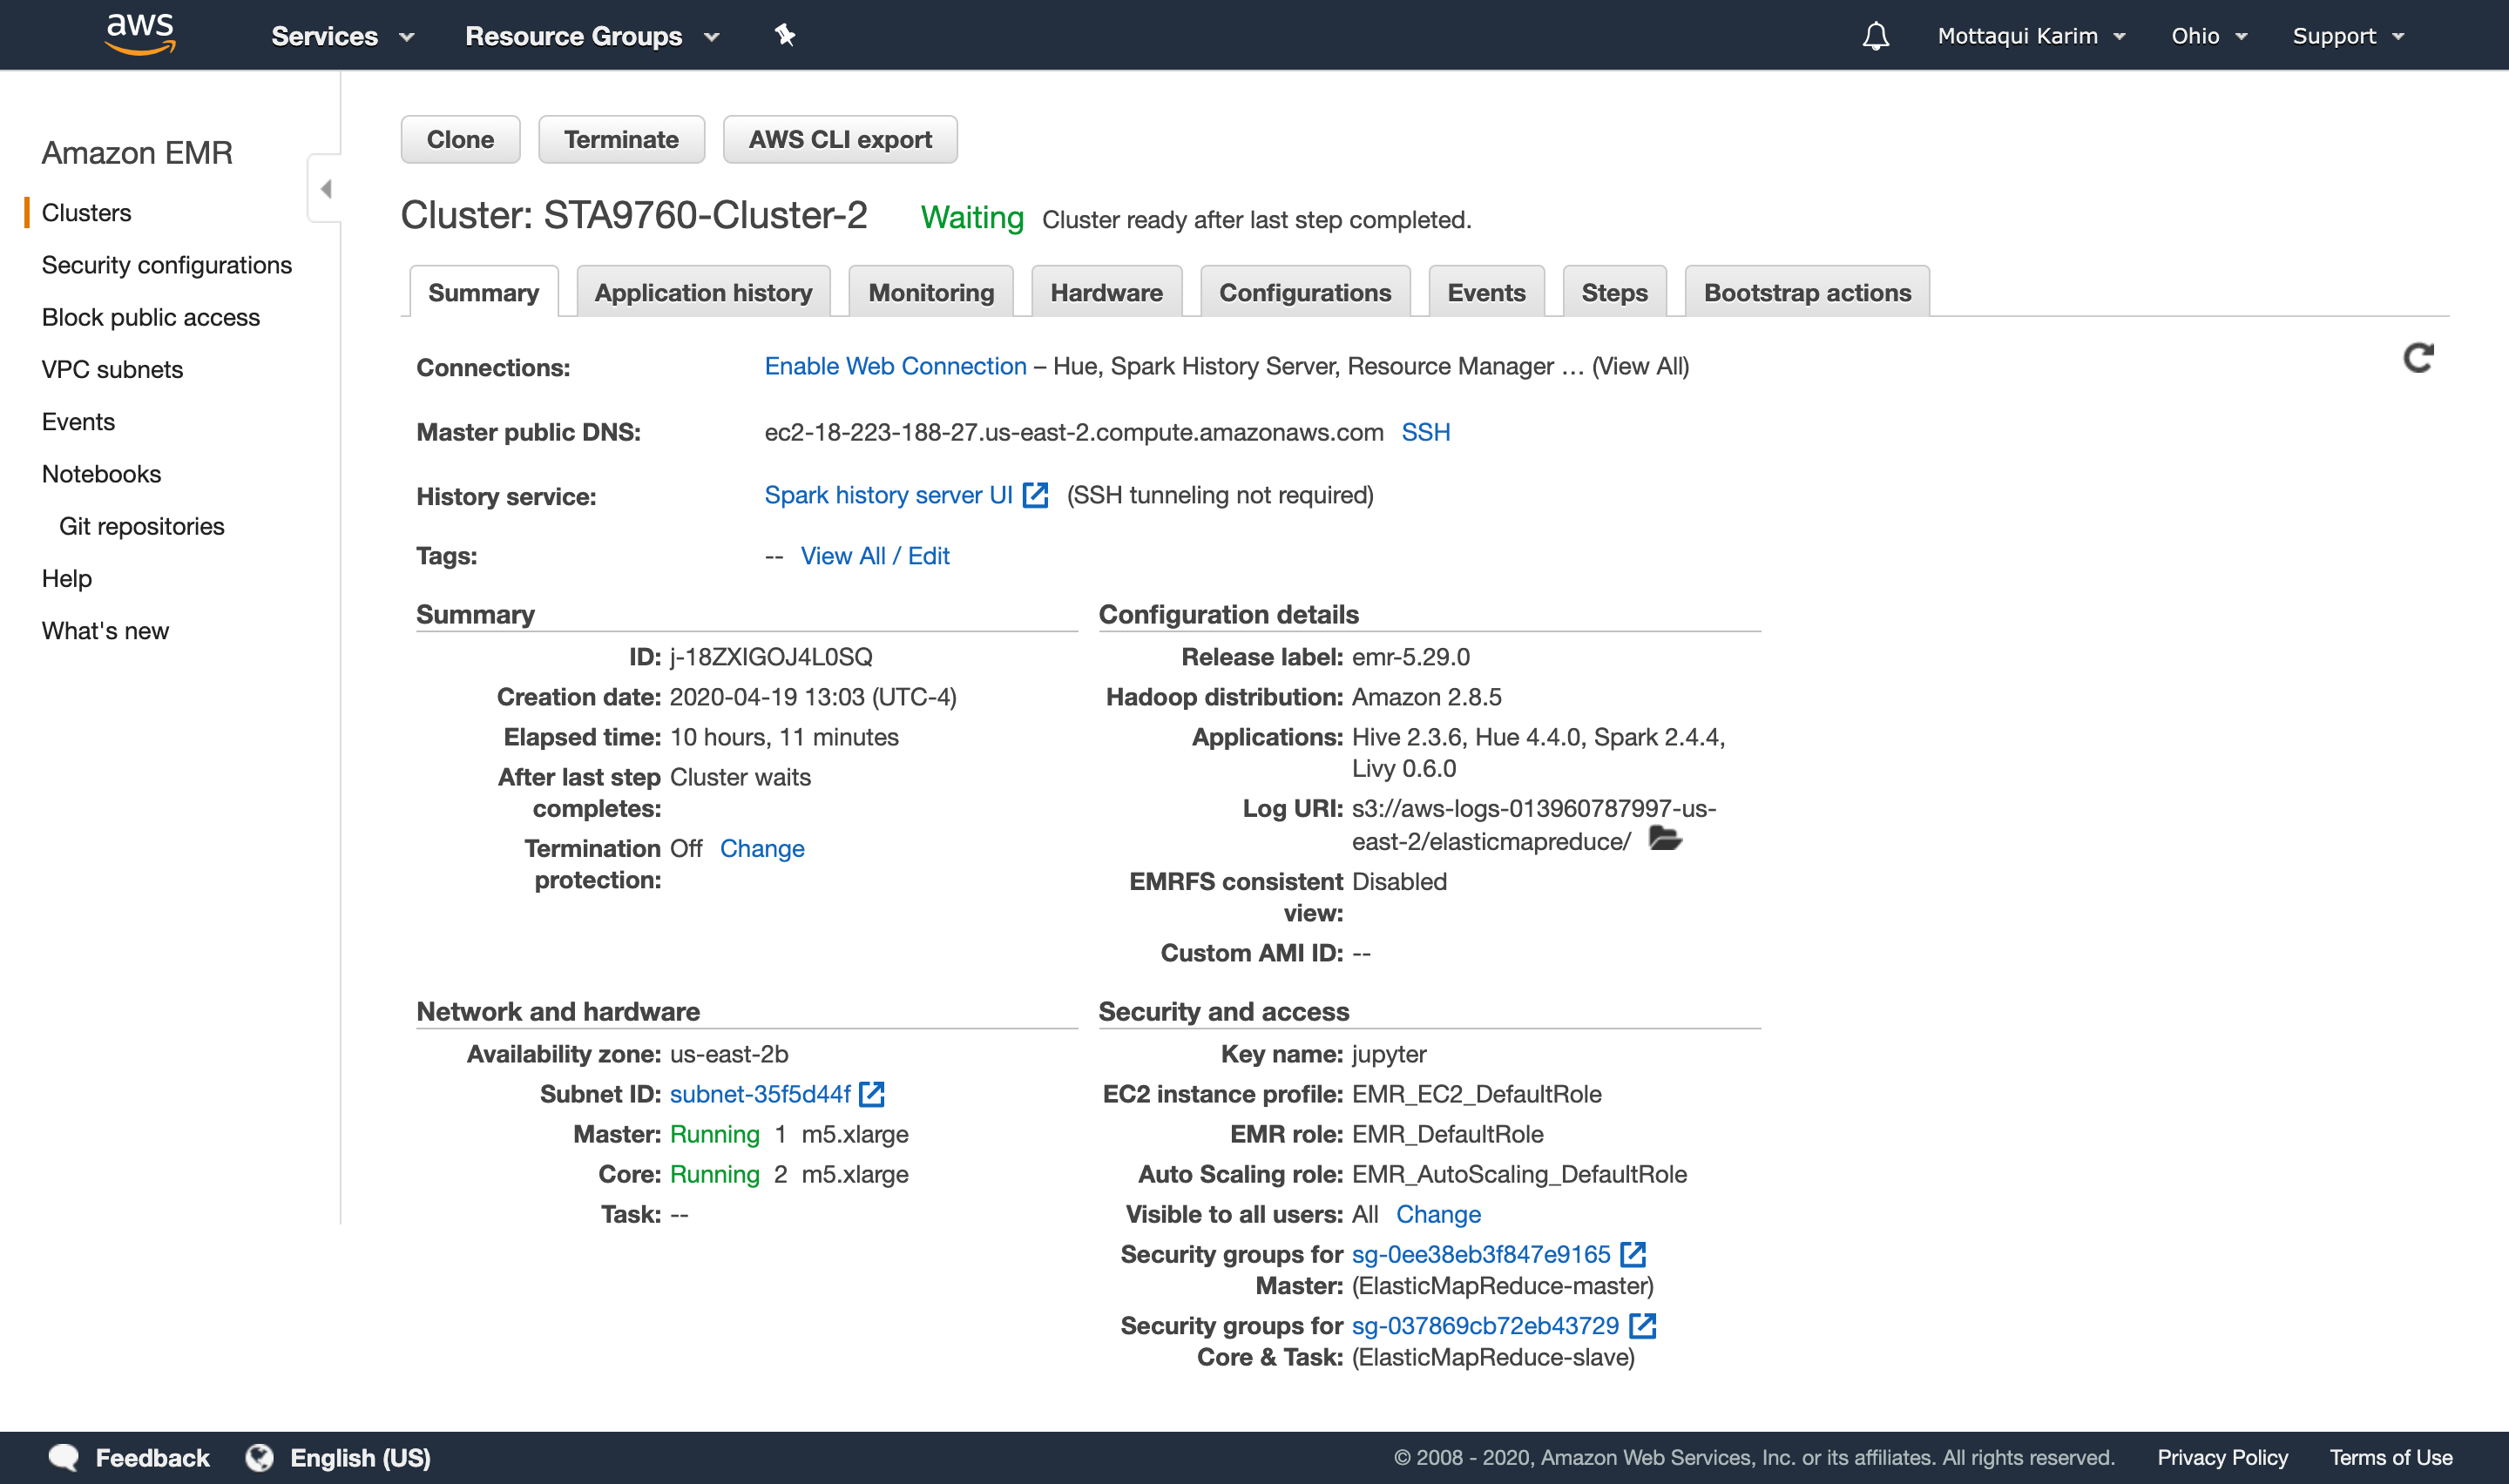 aws Services Resource Groups Mottaqui Karim Ohio Support
Amazon EMR
Clusters
Security configurations
Block public access
VPC subnets
Events
Notebooks
Git repositories
Help
What's new
Clone Terminate AWS CLI export
Cluster: STA9760-Cluster-2 Waiting Cluster ready after last step completed.
Summary Application history Monitoring Hardware Configurations Events Steps Bootstrap actions
Connections: Enable Web Connection – Hue, Spark History Server, Resource Manager … (View All)
Master public DNS: ec2-18-223-188-27.us-east-2.compute.amazonaws.com SSH
History service: Spark history server UI (SSH tunneling not required)
Tags: -- View All / Edit
Summary
ID: j-18ZXIGOJ4L0SQ
Creation date: 2020-04-19 13:03 (UTC-4)
Elapsed time: 10 hours, 11 minutes
After last step Cluster waits
completes:
Termination Off Change
protection:
Configuration details
Release label: emr-5.29.0
Hadoop distribution: Amazon 2.8.5
Applications: Hive 2.3.6, Hue 4.4.0, Spark 2.4.4,
Livy 0.6.0
Log URI: s3://aws-logs-013960787997-us-
east-2/elasticmapreduce/
EMRFS consistent Disabled
view:
Custom AMI ID: --
Network and hardware
Availability zone: us-east-2b
Subnet ID: subnet-35f5d44f
Master: Running 1 m5.xlarge
Core: Running 2 m5.xlarge
Task: --
Security and access
Key name: jupyter
EC2 instance profile: EMR_EC2_DefaultRole
EMR role: EMR_DefaultRole
Auto Scaling role: EMR_AutoScaling_DefaultRole
Visible to all users: All Change
Security groups for sg-0ee38eb3f847e9165
Master: (ElasticMapReduce-master)
Security groups for sg-037869cb72eb43729
Core & Task: (ElasticMapReduce-slave)
Feedback English (US) © 2008 - 2020, Amazon Web Services, Inc. or its affiliates. All rights reserved. Privacy Policy Terms of Use